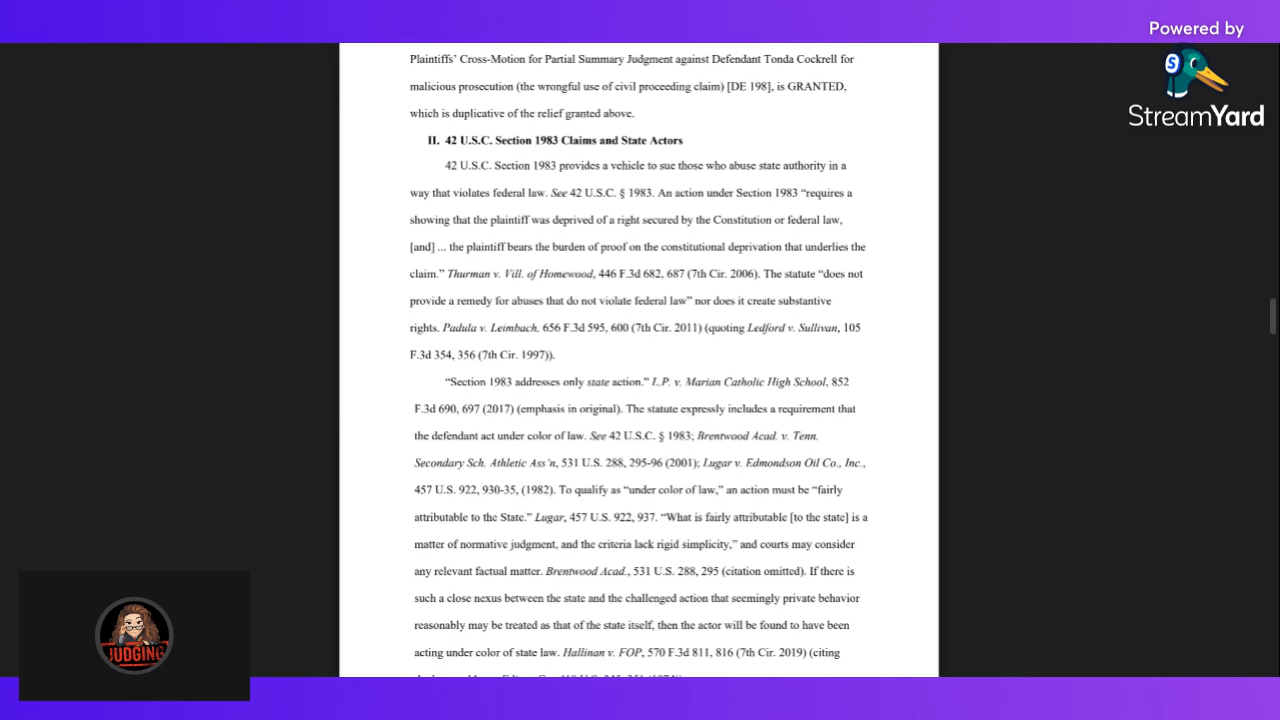 Powered by
StreamYard
Plaintiffs' Cross-Motion for Partial Summary Judgment against Defendant Tonda Cockrell for
malicious prosecution (the wrongful use of civil proceeding claim) [DE 198], is GRANTED,
which is duplicative of the relief granted above.
II. 42 U.S.C. Section 1983 Claims and State Actors
42 U.S.C. Section 1983 provides a vehicle to sue those who abuse state authority in a
way that violates federal law. See 42 U.S.C. § 1983. An action under Section 1983 “requires a
showing that the plaintiff was deprived of a right secured by the Constitution or federal law,
[and] ... the plaintiff bears the burden of proof on the constitutional deprivation that underlies the
claim.” Thurman v. Vill. of Homewood, 446 F.3d 682, 687 (7th Cir. 2006). The statute “does not
provide a remedy for abuses that do not violate federal law” nor does it create substantive
rights. Padula v. Leimbach, 656 F.3d 595, 600 (7th Cir. 2011) (quoting Ledford v. Sullivan, 105
F.3d 354, 356 (7th Cir. 1997)).
“Section 1983 addresses only state action.” L.P. v. Marian Catholic High School, 852
F.3d 690, 697 (2017) (emphasis in original). The statute expressly includes a requirement that
the defendant act under color of law. See 42 U.S.C. § 1983; Brentwood Acad. v. Tenn.
Secondary Sch. Athletic Ass’n, 531 U.S. 288, 295-96 (2001); Lugar v. Edmondson Oil Co., Inc.,
457 U.S. 922, 930-35, (1982). To qualify as “under color of law,” an action must be “fairly
attributable to the State.” Lugar, 457 U.S. 922, 937. “What is fairly attributable [to the state] is a
matter of normative judgment, and the criteria lack rigid simplicity,” and courts may consider
any relevant factual matter. Brentwood Acad., 531 U.S. 288, 295 (citation omitted). If there is
such a close nexus between the state and the challenged action that seemingly private behavior
reasonably may be treated as that of the state itself, then the actor will be found to have been
acting under color of state law. Hallinan v. FOP, 570 F.3d 811, 816 (7th Cir. 2019) (citing
JUDGING